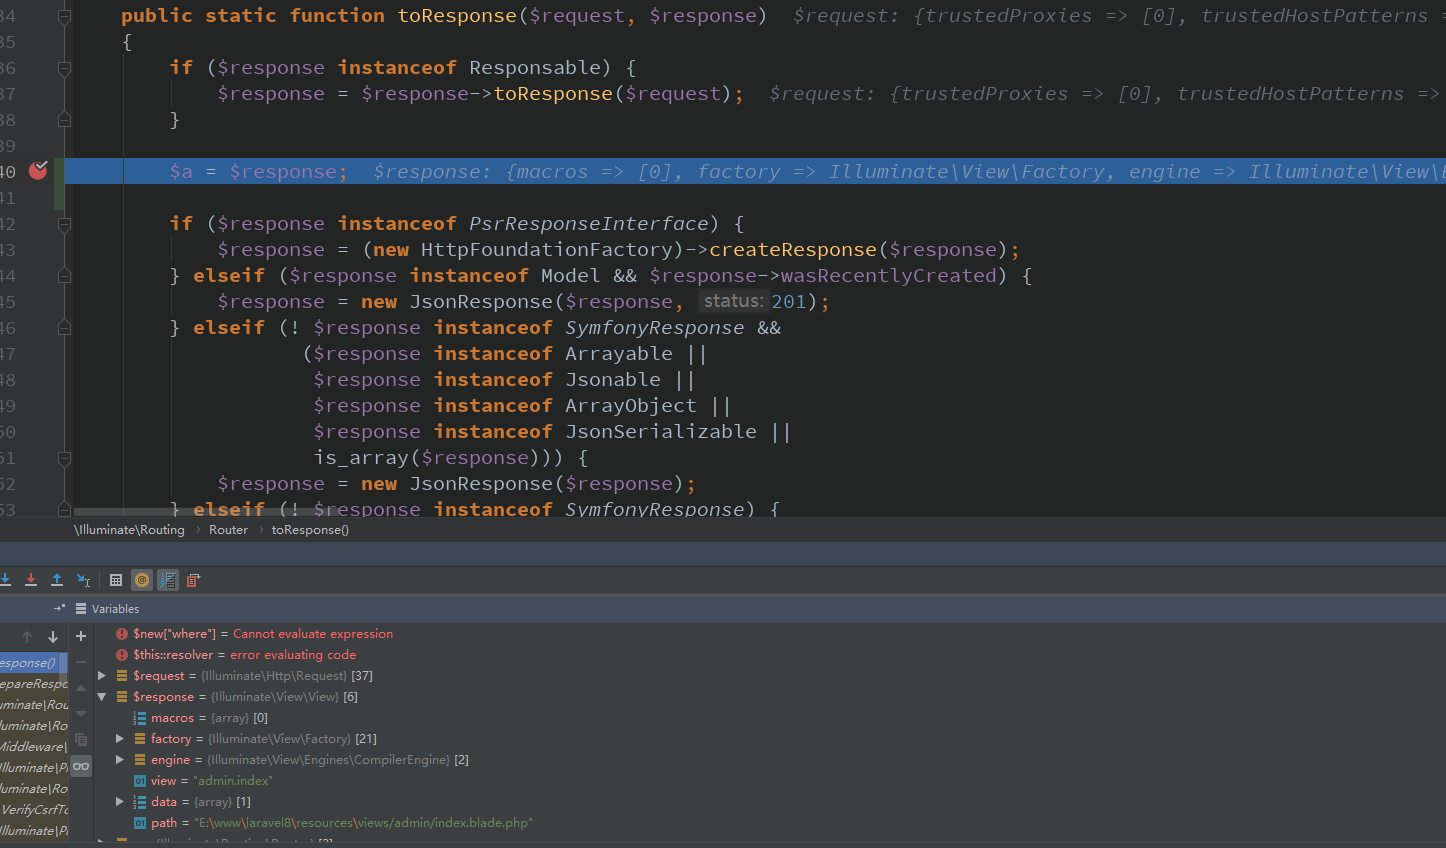 34 public static function toResponse($request, $response) $request: {trustedProxies => [0], trustedHostPatterns =
35 {
36 if ($response instanceof Responsable) {
37 $response = $response->toResponse($request); $request: {trustedProxies => [0], trustedHostPatterns =>
38 }
39
40 $a = $response; $response: {macros => [0], factory => Illuminate\View\Factory, engine => Illuminate\View\
41
42 if ($response instanceof PsrResponseInterface) {
43 $response = (new HttpFoundationFactory)->createResponse($response);
44 } elseif ($response instanceof Model && $response->wasRecentlyCreated) {
45 $response = new JsonResponse($response, status: 201);
46 } elseif (! $response instanceof SymfonyResponse &&
47 ($response instanceof Arrayable ||
48 $response instanceof Jsonable ||
49 $response instanceof ArrayObject ||
50 $response instanceof JsonSerializable ||
51 is_array($response))) {
52 $response = new JsonResponse($response);
53 } elseif (! $response instanceof SymfonyResponse) {
\Illuminate\Routing › Router › toResponse()
Variables
$new["where"] = Cannot evaluate expression
$this::resolver = error evaluating code
esponse()
$request = {Illuminate\Http\Request} [37]
epareRespo
$response = {Illuminate\View\View} [6]
uminate\Rou
macros = {array} [0]
luminate\Ro
factory = {Illuminate\View\Factory} [21]
Middleware\
engine = {Illuminate\View\Engines\CompilerEngine} [2]
Illuminate\Pi
view = "admin.index"
luminate\Ro
data = {array} [1]
VerifyCsrfTo
path = "E:\www\laravel8\resources\views/admin/index.blade.php"
Illuminate\Pi